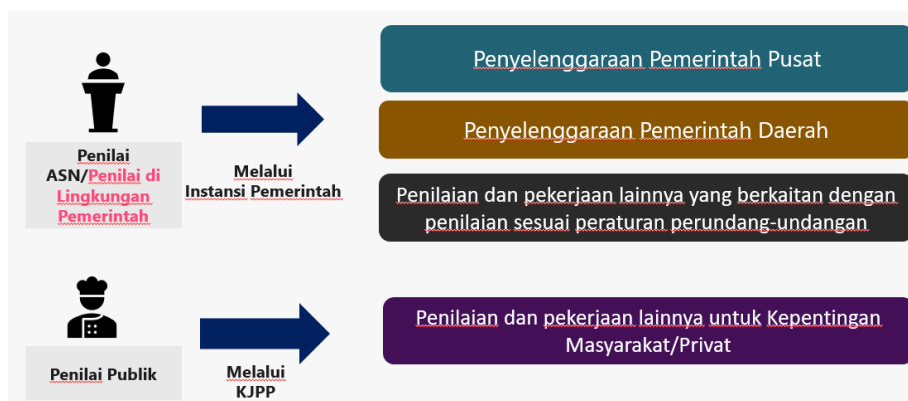 Penilai
ASN/Penilai di
Lingkungan
Pemerintah
Melalui
Instansi Pemerintah
Penyelenggaraan Pemerintah Pusat
Penyelenggaraan Pemerintah Daerah
Penilaian dan pekerjaan lainnya yang berkaitan dengan
penilaian sesuai peraturan perundang-undangan
Penilai Publik
Melalui
KJPP
Penilaian dan pekerjaan lainnya untuk Kepentingan
Masyarakat/Privat